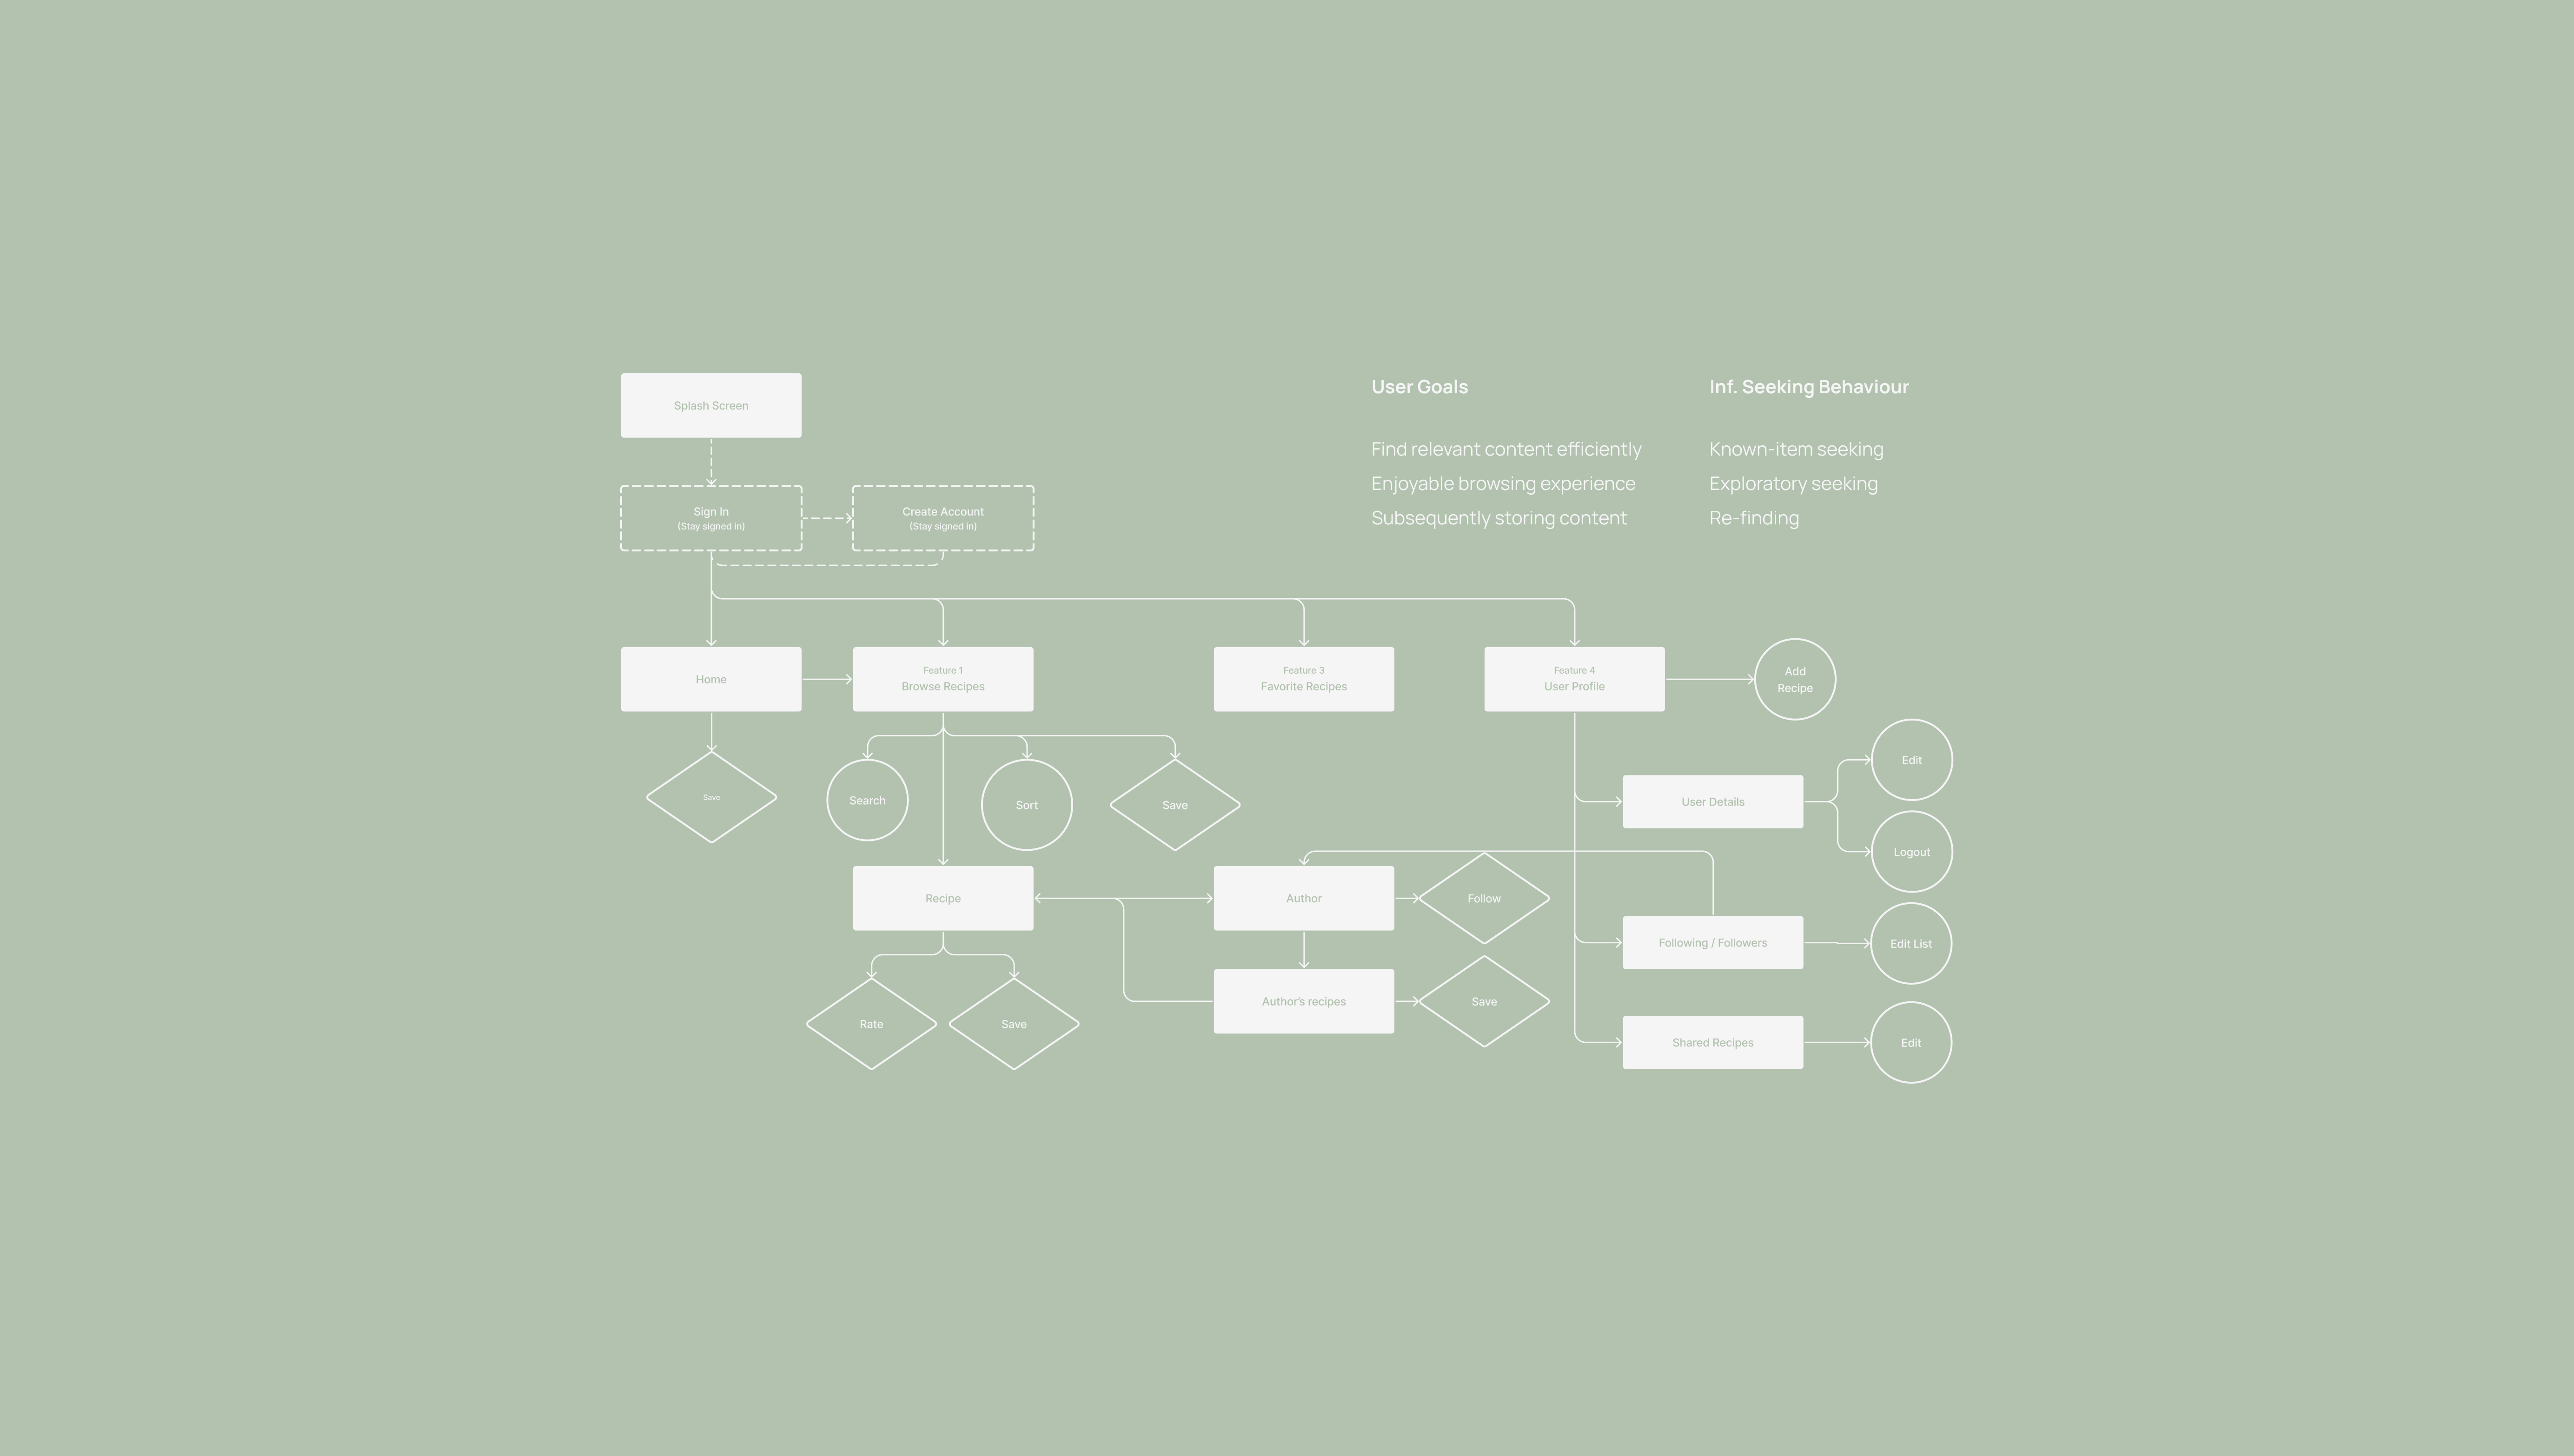 Splash Screen
User Goals
Inf. Seeking Behaviour
Find relevant content efficiently
Known-item seeking
Enjoyable browsing experience
Exploratory seeking
Subsequently storing content
Re-finding
Sign In
(Stay signed in)
Create Account
(Stay signed in)
Home
Feature 1
Browse Recipes
Feature 3
Favorite Recipes
Feature 4
User Profile
Add
Recipe
Save
Search
Sort
Save
User Details
Edit
Logout
Recipe
Author
Follow
Following / Followers
Edit List
Rate
Save
Author's recipes
Save
Shared Recipes
Edit